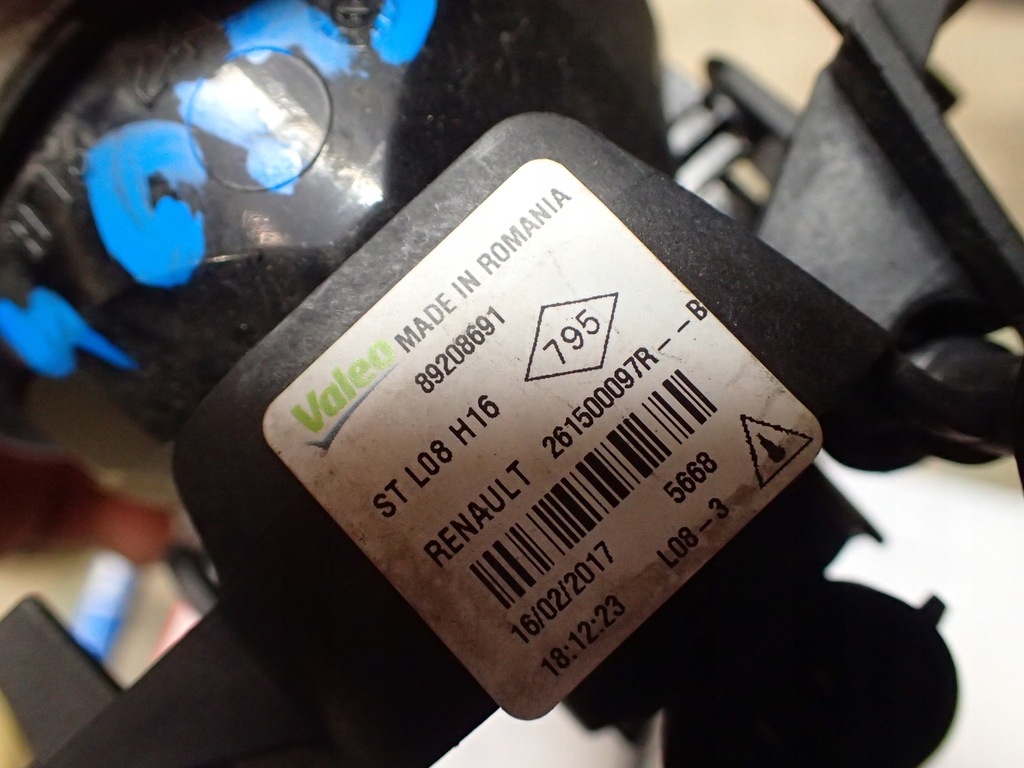 Valeo MADE IN ROMANIA
89208691
795
ST L08 H16
RENAULT 261500097R--B
5668
16/02/2017 L08-3
18:12:23